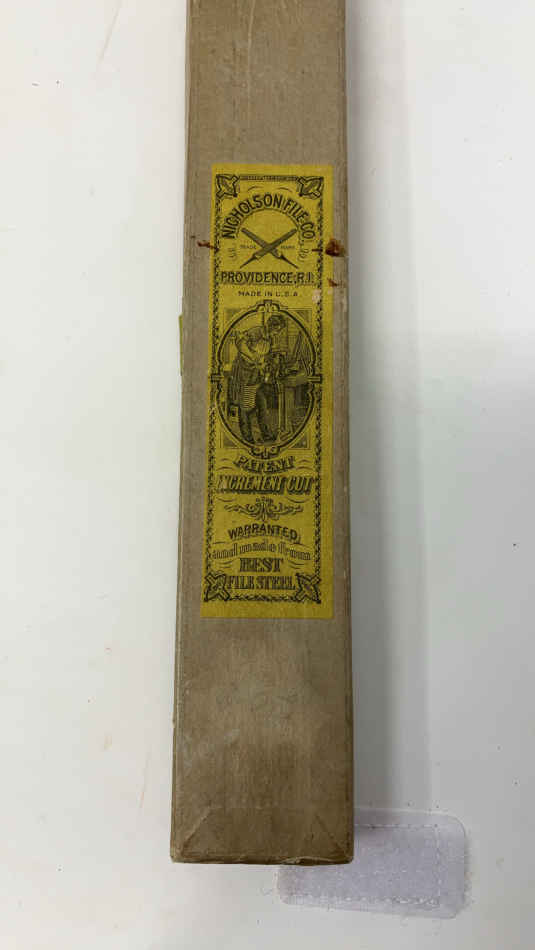 NICHOLSON FILE CO.
TRADE MARK
PROVIDENCE, R.I.
MADE IN U.S.A.
PATENT
INCREMENT CUT
WARRANTED
and made from
BEST
FILE STEEL